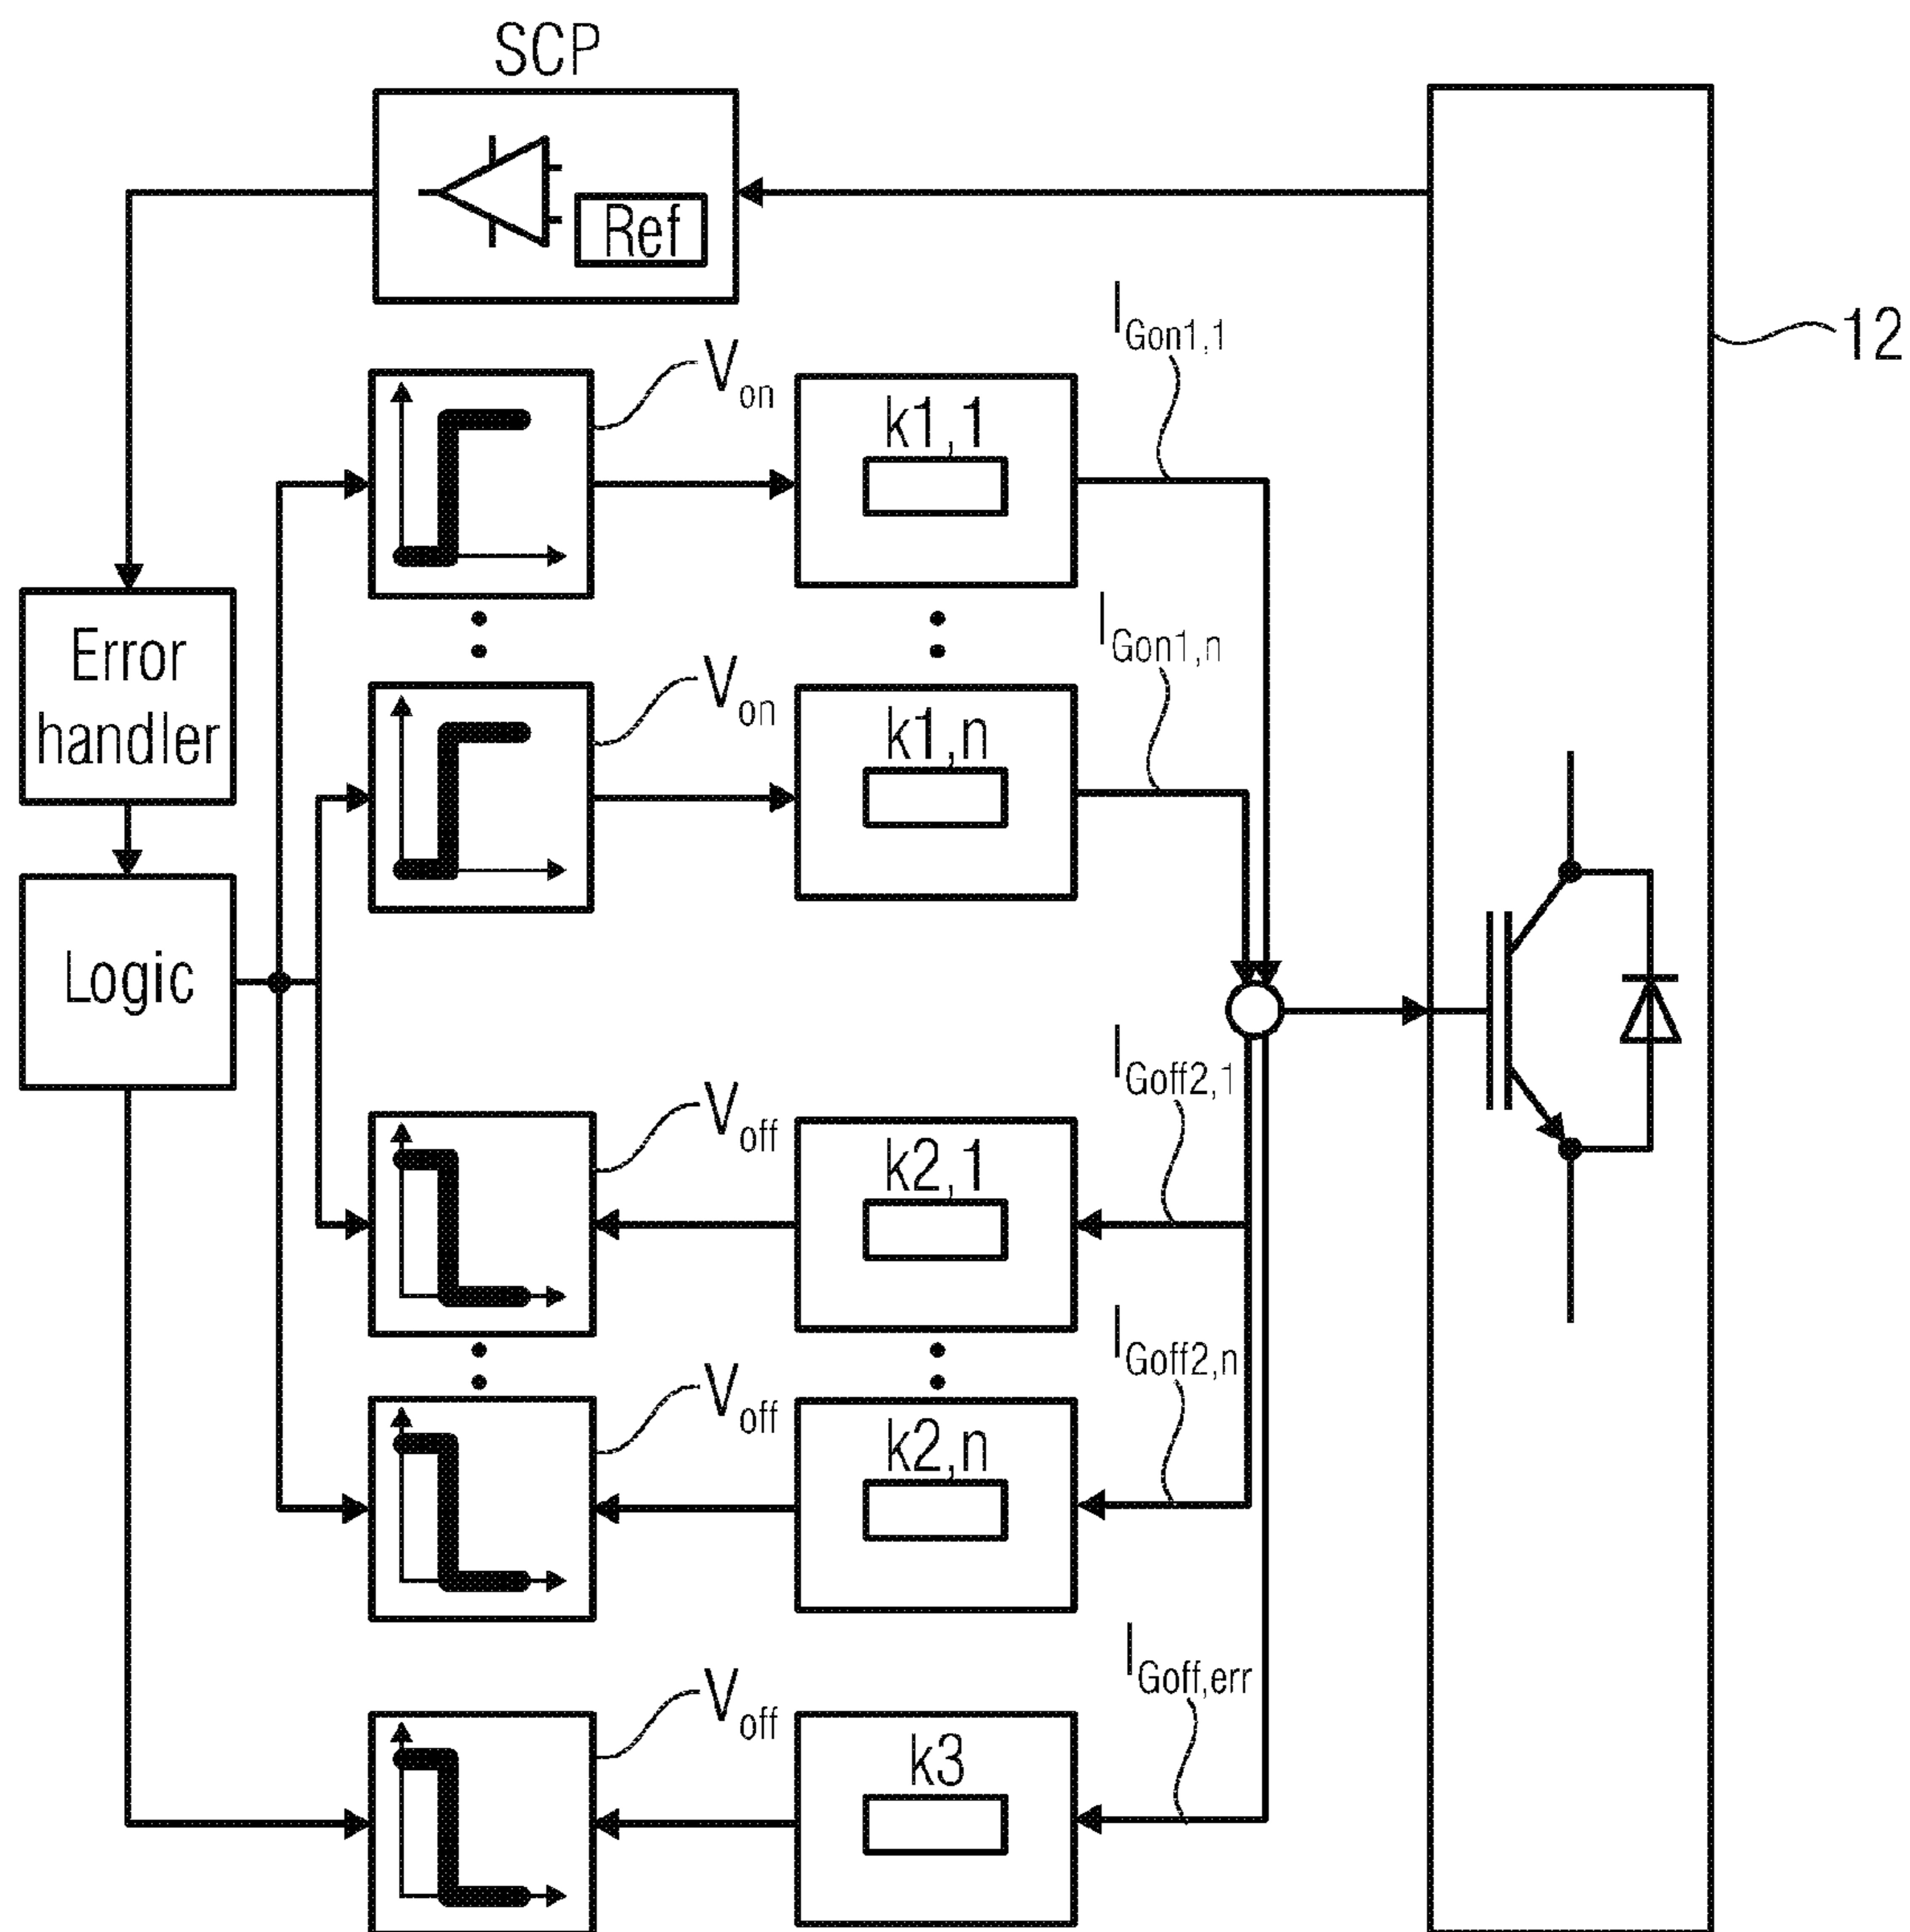 SCP
Ref
I_Gon1,1
12
V_on
k1,1
I_Gon1,n
Error
handler
V_on
k1,n
Logic
I_Goff2,1
V_off
k2,1
I_Goff2,n
V_off
k2,n
I_Goff,err
V_off
k3